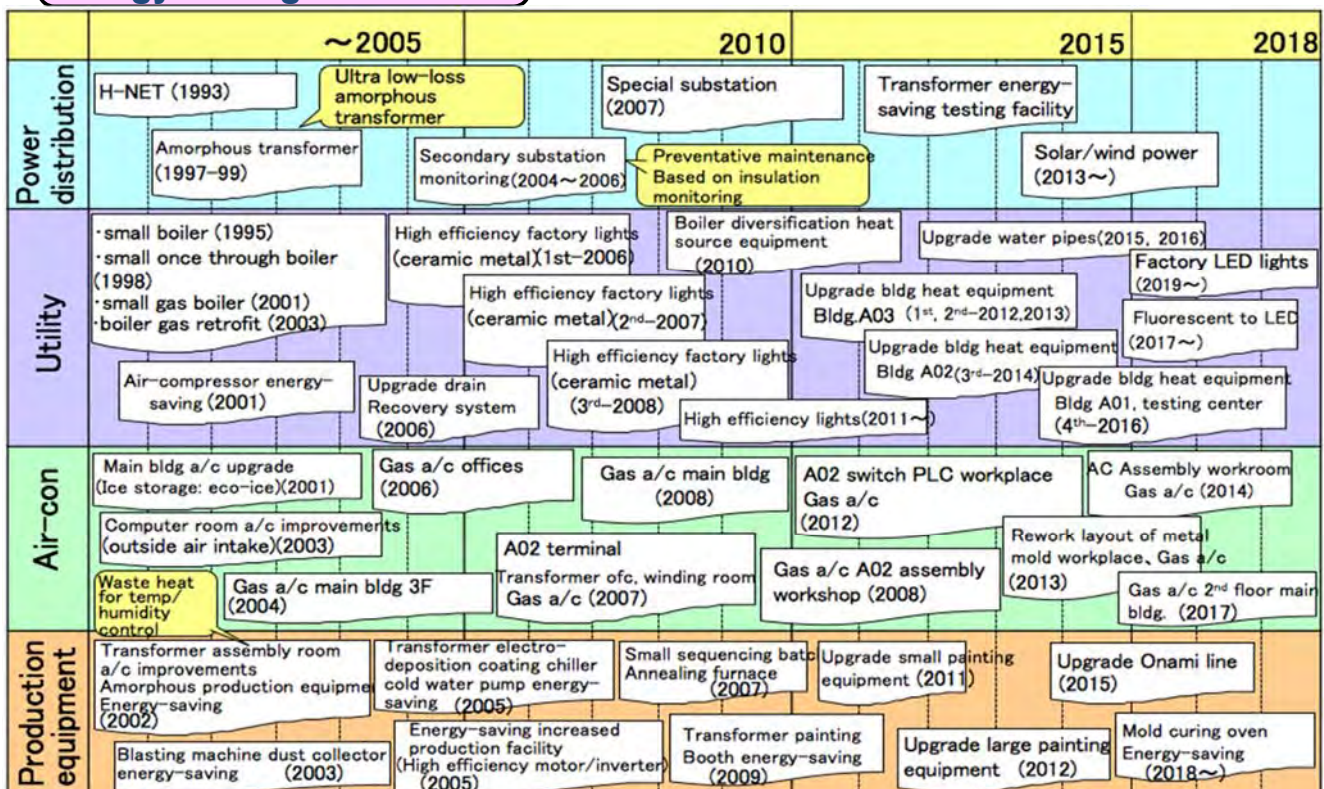 ~2005
2010
2015
2018
Power
distribution
H-NET (1993)
Ultra low-loss
amorphous
transformer
Amorphous transformer
(1997-99)
Secondary substation
monitoring(2004~2006)
Special substation
(2007)
Preventative maintenance
Based on insulation
monitoring
Transformer energy-
saving testing facility
Solar/wind power
(2013~)
Utility
・small boiler (1995)
・small once through boiler
(1998)
・small gas boiler (2001)
・boiler gas retrofit (2003)
Air-compressor energy-
saving (2001)
High efficiency factory lights
(ceramic metal)(1st-2006)
Upgrade drain
Recovery system
(2006)
High efficiency factory lights
(ceramic metal)(2nd-2007)
High efficiency factory lights
(ceramic metal)
(3rd-2008)
Boiler diversification heat
source equipment
(2010)
High efficiency lights(2011~)
Upgrade water pipes(2015, 2016)
Upgrade bldg heat equipment
Bldg.A03 (1st, 2nd-2012,2013)
Upgrade bldg heat equipment
Bldg A02(3rd-2014)
Upgrade bldg heat equipment
Bldg A01, testing center
(4th-2016)
Factory LED lights
(2019~)
Fluorescent to LED
(2017~)
Air-con
Main bldg a/c upgrade
(Ice storage: eco-ice)(2001)
Computer room a/c improvements
(outside air intake)(2003)
Waste heat
for temp/
humidity
control
Gas a/c main bldg 3F
(2004)
Gas a/c offices
(2006)
A02 terminal
Transformer ofc, winding room
Gas a/c (2007)
Gas a/c main bldg
(2008)
Gas a/c A02 assembly
workshop (2008)
A02 switch PLC workplace
Gas a/c
(2012)
Rework layout of metal
mold workplace、Gas a/c
(2013)
AC Assembly workroom
Gas a/c (2014)
Gas a/c 2nd floor main
bldg. (2017)
Production
equipment
Transformer assembly room
a/c improvements
Amorphous production equipme
Energy-saving
(2002)
Blasting machine dust collector
energy-saving (2003)
Transformer electro-
deposition coating chiller
cold water pump energy-
saving (2005)
Energy-saving increased
production facility
(High efficiency motor/inverter)
(2005)
Small sequencing batc
Annealing furnace
(2007)
Transformer painting
Booth energy-saving
(2009)
Upgrade small painting
equipment (2011)
Upgrade large painting
equipment (2012)
Upgrade Onami line
(2015)
Mold curing oven
Energy-saving
(2018~)